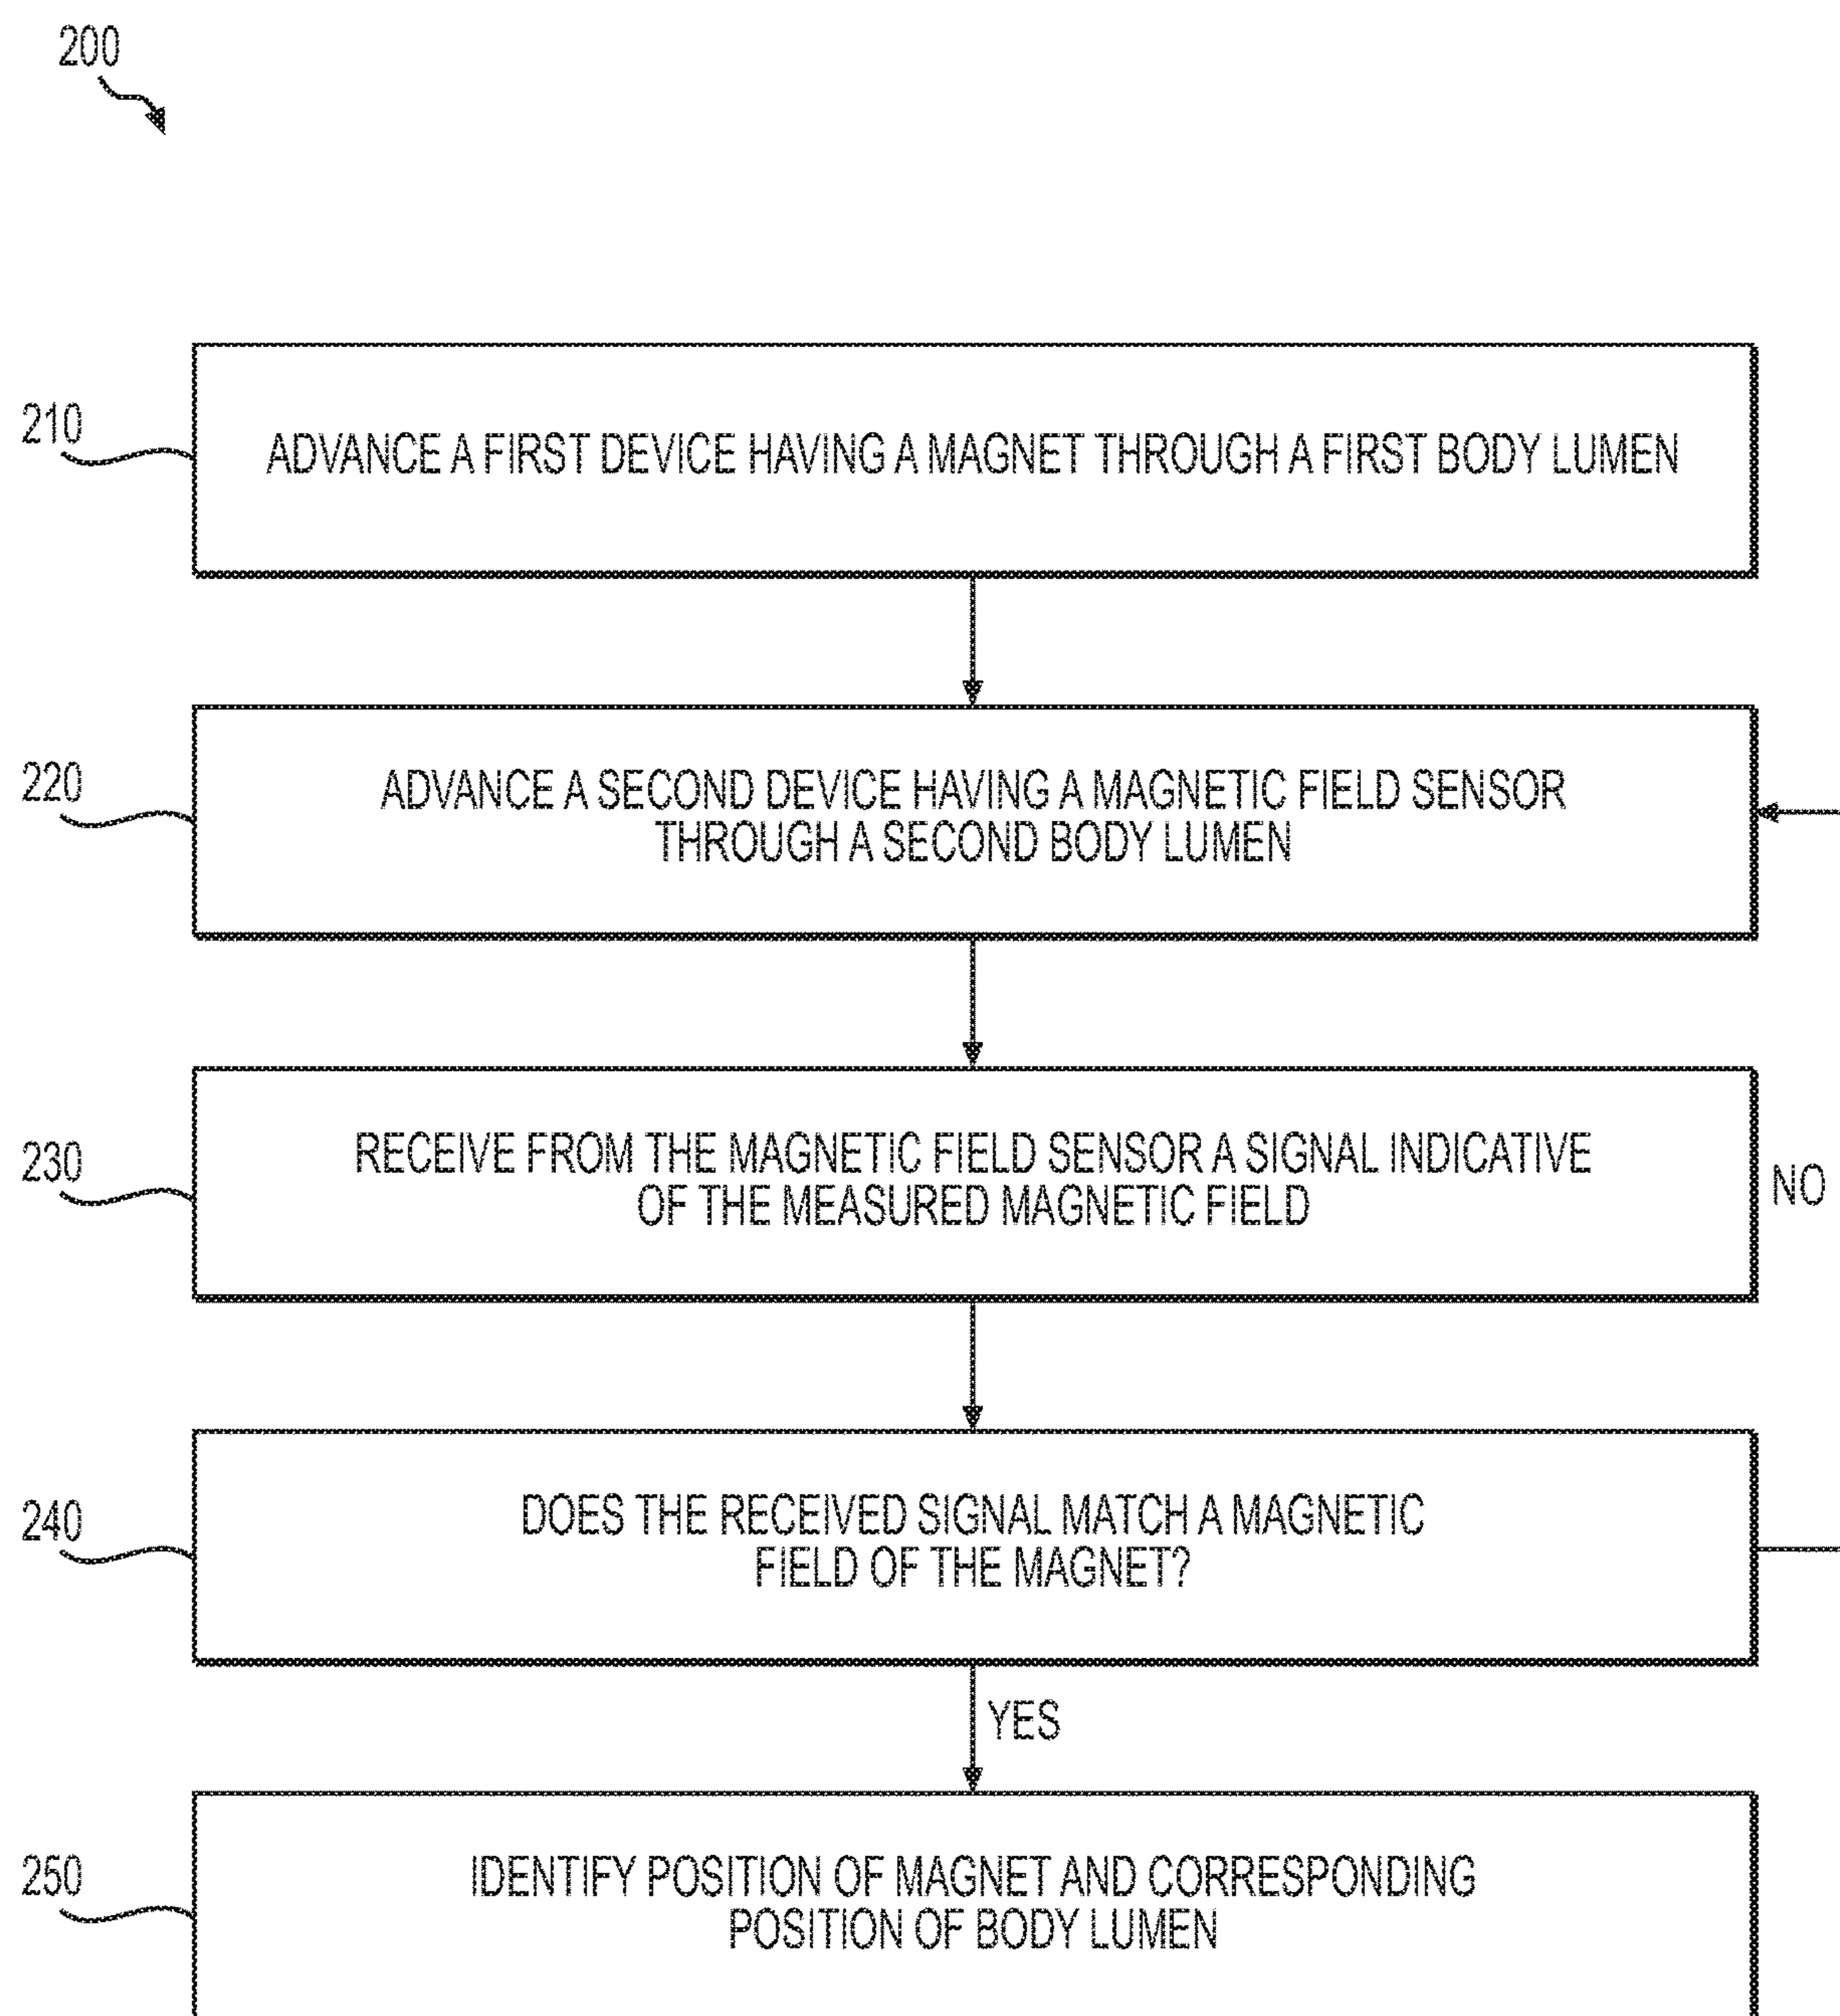 200
210
ADVANCE A FIRST DEVICE HAVING A MAGNET THROUGH A FIRST BODY LUMEN
220
ADVANCE A SECOND DEVICE HAVING A MAGNETIC FIELD SENSOR
THROUGH A SECOND BODY LUMEN
230
RECEIVE FROM THE MAGNETIC FIELD SENSOR A SIGNAL INDICATIVE
OF THE MEASURED MAGNETIC FIELD
NO
240
DOES THE RECEIVED SIGNAL MATCH A MAGNETIC
FIELD OF THE MAGNET?
YES
250
IDENTIFY POSITION OF MAGNET AND CORRESPONDING
POSITION OF BODY LUMEN